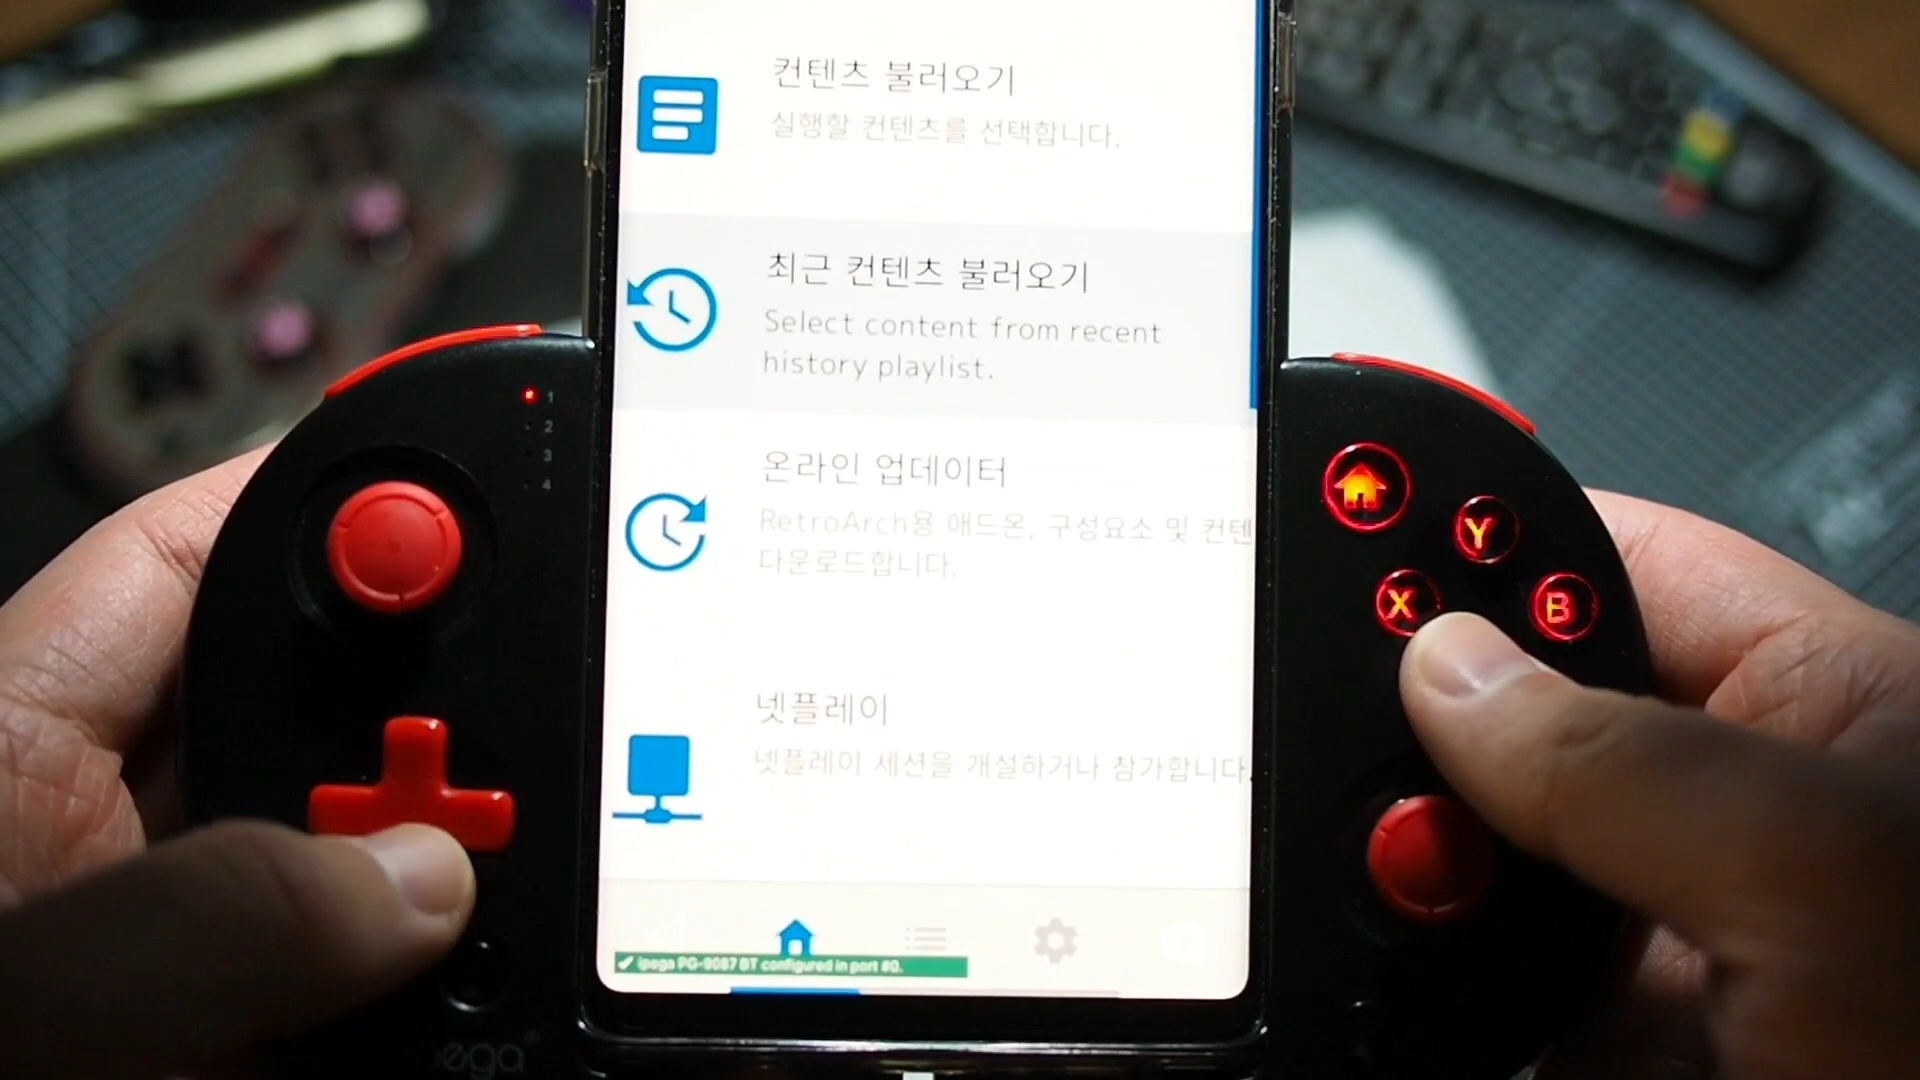 컨텐츠 불러오기
실행할 컨텐츠를 선택합니다.
최근 컨텐츠 불러오기
Select content from recent
history playlist.
온라인 업데이터
RetroArch용 애드온, 구성요소 및 컨텐
다운로드합니다.
넷플레이
넷플레이 세션을 개설하거나 참가합니다.
✓ ipega PG-9087 BT configured in port #0.
1
2
3
4
Y
X
B
ipega